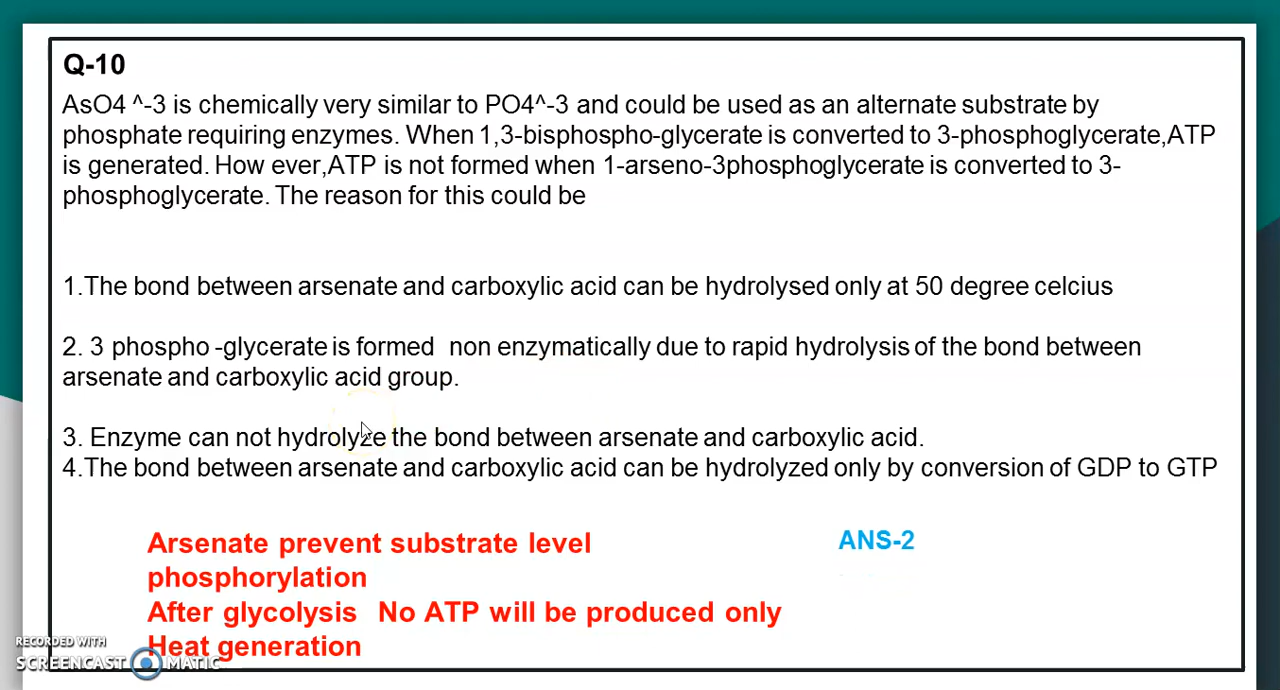 Q-10
AsO4 ^-3 is chemically very similar to PO4^-3 and could be used as an alternate substrate by
phosphate requiring enzymes. When 1,3-bisphospho-glycerate is converted to 3-phosphoglycerate,ATP
is generated. How ever,ATP is not formed when 1-arseno-3phosphoglycerate is converted to 3-
phosphoglycerate. The reason for this could be
1.The bond between arsenate and carboxylic acid can be hydrolysed only at 50 degree celcius
2. 3 phospho -glycerate is formed non enzymatically due to rapid hydrolysis of the bond between
arsenate and carboxylic acid group.
3. Enzyme can not hydrolyze the bond between arsenate and carboxylic acid.
4.The bond between arsenate and carboxylic acid can be hydrolyzed only by conversion of GDP to GTP
Arsenate prevent substrate level
phosphorylation
After glycolysis No ATP will be produced only
Heat generation
ANS-2
RECORDED WITH
SCREENCAST MATIC